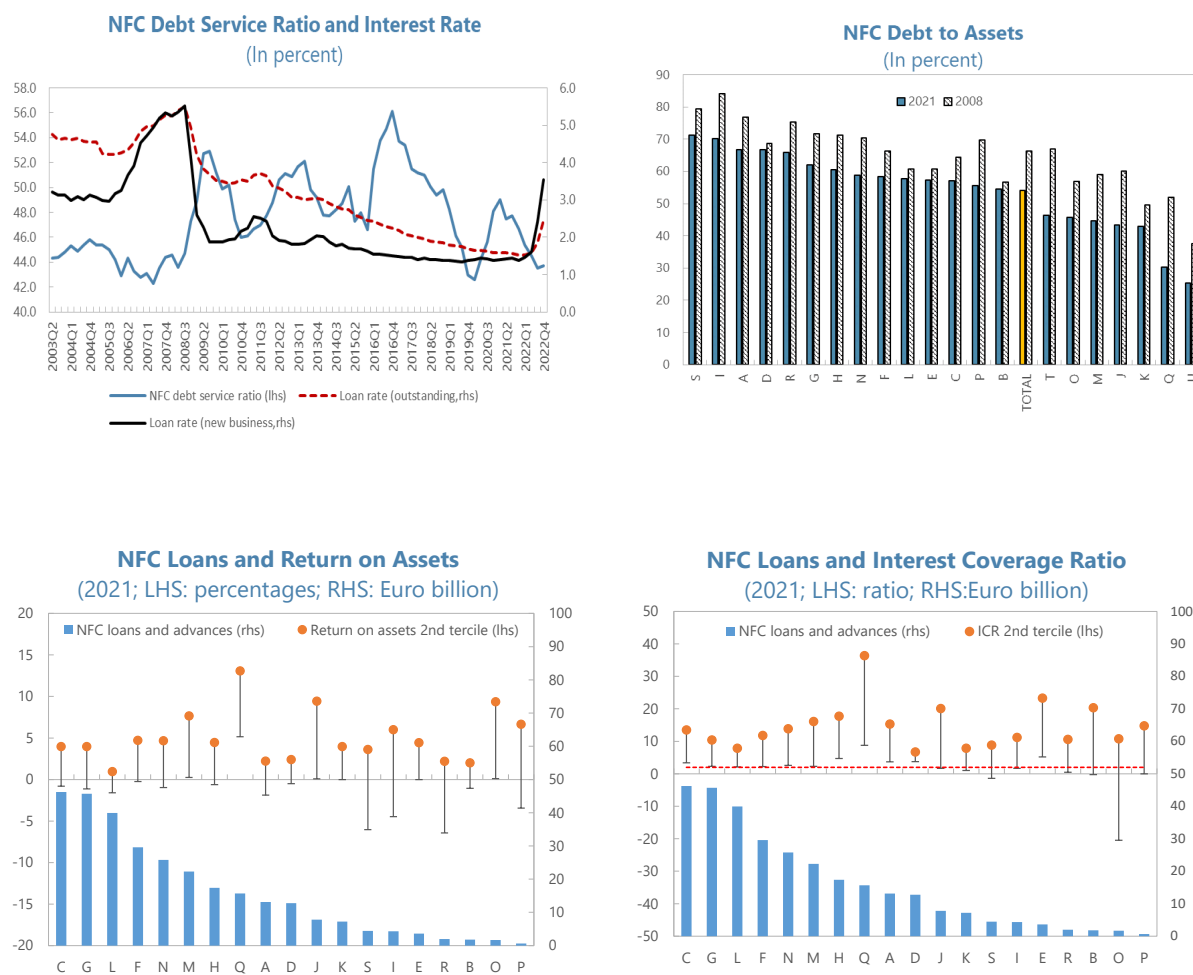 NFC Debt Service Ratio and Interest Rate
(In percent)
58.0
56.0
54.0
52.0
50.0
48.0
46.0
44.0
42.0
40.0
6.0
5.0
4.0
3.0
2.0
1.0
0.0
2003Q2
2004Q1
2004Q4
2005Q3
2006Q2
2007Q1
2007Q4
2008Q3
2009Q2
2010Q1
2010Q4
2011Q3
2012Q2
2013Q1
2013Q4
2014Q3
2015Q2
2016Q1
2016Q4
2017Q3
2018Q2
2019Q1
2019Q4
2020Q3
2021Q2
2022Q1
2022Q4
NFC debt service ratio (lhs)
Loan rate (outstanding,rhs)
Loan rate (new business,rhs)
NFC Debt to Assets
(In percent)
90
80
70
60
50
40
30
20
10
0
2021
2008
S I A D R G H N F L E C P B TOTAL T O M J K Q U
NFC Loans and Return on Assets
(2021; LHS: percentages; RHS: Euro billion)
20
15
10
5
0
-5
-10
-15
-20
100
90
80
70
60
50
40
30
20
10
0
NFC loans and advances (rhs)
Return on assets 2nd tercile (lhs)
C G L F N M H Q A D J K S I E R B O P
NFC Loans and Interest Coverage Ratio
(2021; LHS: ratio; RHS:Euro billion)
50
40
30
20
10
0
-10
-20
-30
-40
-50
100
90
80
70
60
50
40
30
20
10
0
NFC loans and advances (rhs)
ICR 2nd tercile (lhs)
C G L F N M H Q A D J K S I E R B O P